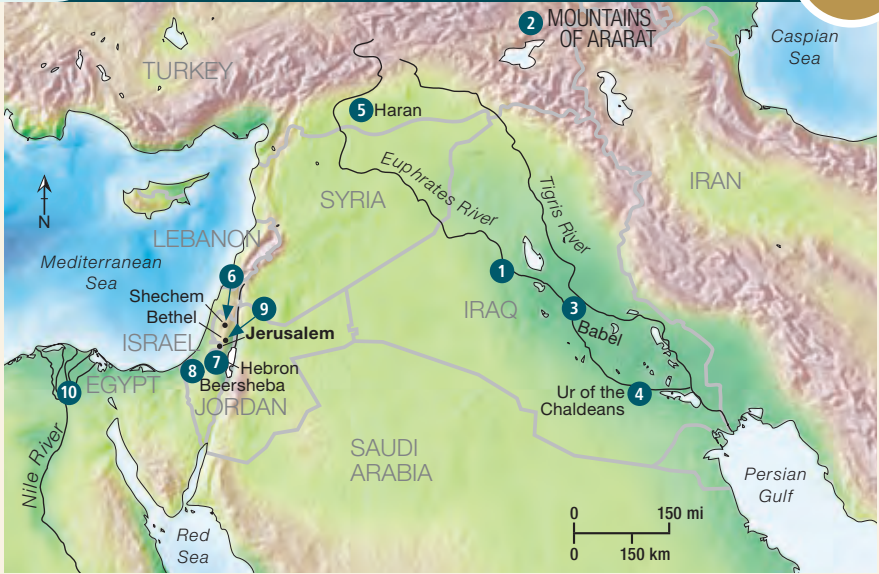 2 MOUNTAINS
OF ARARAT
Caspian
Sea
TURKEY
5 Haran
Euphrates River
Tigris River
IRAN
SYRIA
N
LEBANON
Mediterranean
Sea
6
1
Shechem
Bethel
9
IRAQ
3
Babel
Jerusalem
ISRAEL
7
8
Hebron
Beersheba
10
EGYPT
JORDAN
Ur of the
Chaldeans
4
SAUDI
ARABIA
Nile River
Persian
Gulf
Red
Sea
0 150 mi
0 150 km